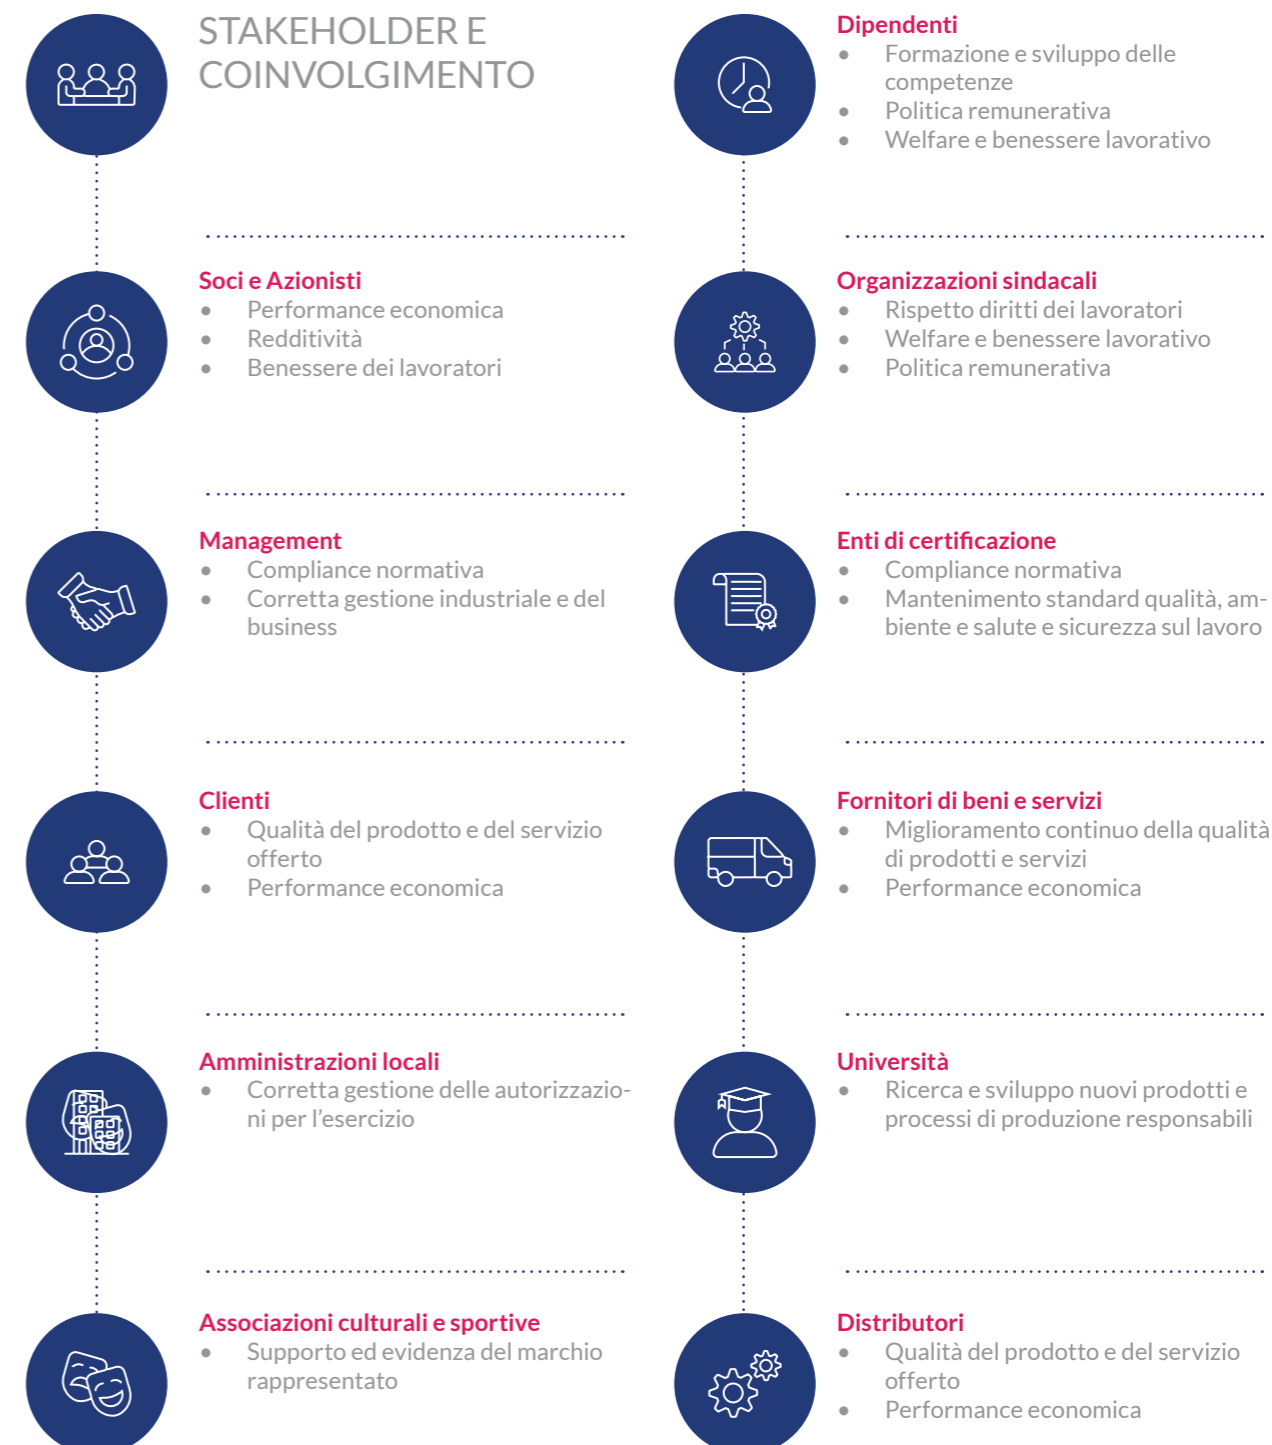 STAKEHOLDER E
COINVOLGIMENTO
Soci e Azionisti
• Performance economica
• Redditività
• Benessere dei lavoratori
Management
• Compliance normativa
• Corretta gestione industriale e del
business
Clienti
• Qualità del prodotto e del servizio
offerto
• Performance economica
Amministrazioni locali
• Corretta gestione delle autorizzazio-
ni per l’esercizio
Associazioni culturali e sportive
• Supporto ed evidenza del marchio
rappresentato
Dipendenti
• Formazione e sviluppo delle
competenze
• Politica remunerativa
• Welfare e benessere lavorativo
Organizzazioni sindacali
• Rispetto diritti dei lavoratori
• Welfare e benessere lavorativo
• Politica remunerativa
Enti di certificazione
• Compliance normativa
• Mantenimento standard qualità, am-
biente e salute e sicurezza sul lavoro
Fornitori di beni e servizi
• Miglioramento continuo della qualità
di prodotti e servizi
• Performance economica
Università
• Ricerca e sviluppo nuovi prodotti e
processi di produzione responsabili
Distributori
• Qualità del prodotto e del servizio
offerto
• Performance economica